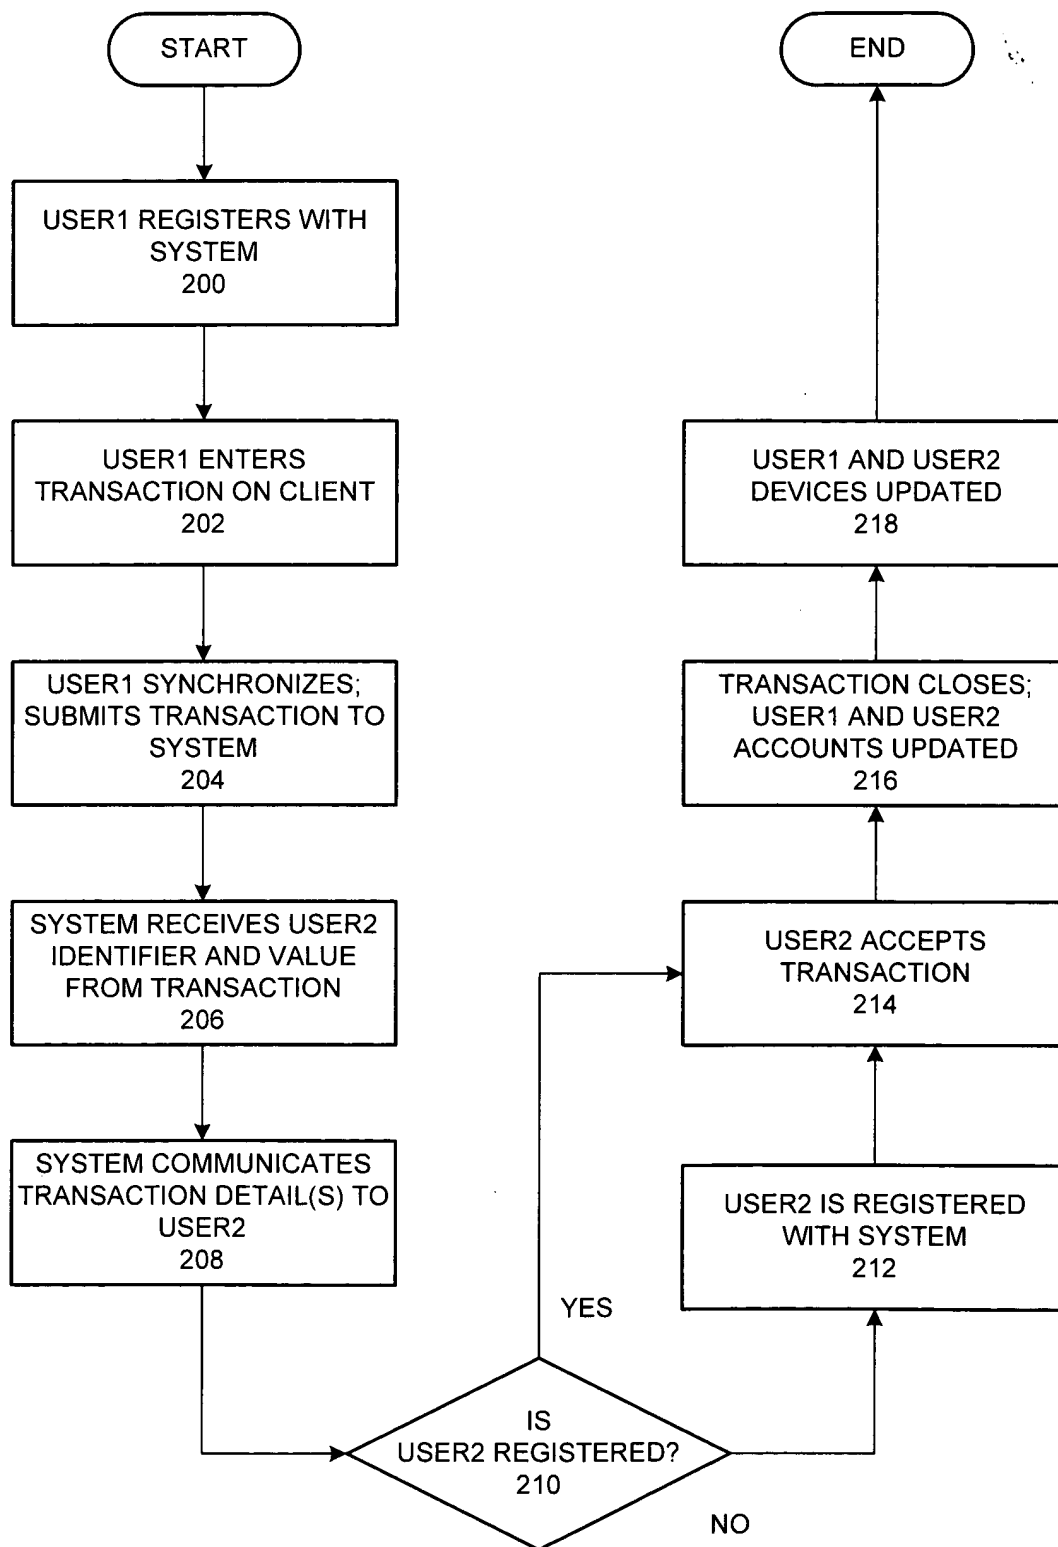 START
USER1 REGISTERS WITH
SYSTEM
200
USER1 ENTERS
TRANSACTION ON CLIENT
202
USER1 SYNCHRONIZES;
SUBMITS TRANSACTION TO
SYSTEM
204
SYSTEM RECEIVES USER2
IDENTIFIER AND VALUE
FROM TRANSACTION
206
SYSTEM COMMUNICATES
TRANSACTION DETAIL(S) TO
USER2
208
IS
USER2 REGISTERED?
210
YES
NO
USER2 IS REGISTERED
WITH SYSTEM
212
USER2 ACCEPTS
TRANSACTION
214
TRANSACTION CLOSES;
USER1 AND USER2
ACCOUNTS UPDATED
216
USER1 AND USER2
DEVICES UPDATED
218
END